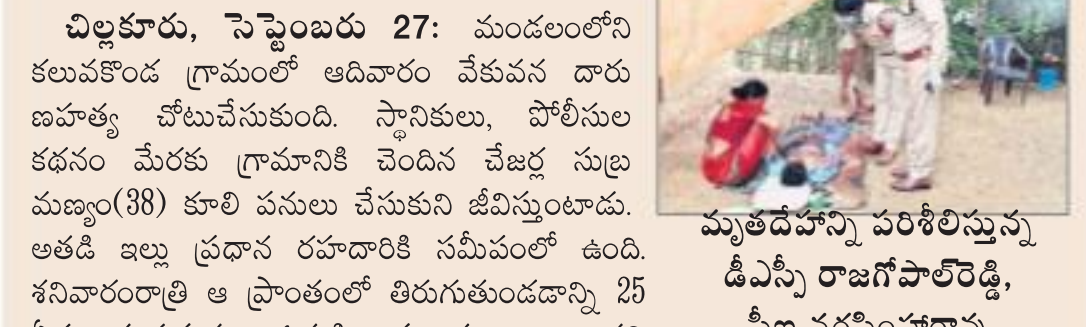 చిల్లకూరు, సెప్టెంబరు 27: మండలంలోని
కలువకొండ గ్రామంలో ఆదివారం వేకువన దారు
ణహత్య చోటుచేసుకుంది. స్థానికులు, పోలీసుల
కథనం మేరకు గ్రామానికి చెందిన చేజర్ల సుబ్ర
మణ్యం(38) కూలి పనులు చేసుకుని జీవిస్తుంటాడు.
అతడి ఇల్లు ప్రధాన రహదారికి సమీపంలో ఉంది.
శనివారంరాత్రి ఆ ప్రాంతంలో తిరుగుతుండడాన్ని 25
మృతదేహాన్ని పరిశీలిస్తున్న
డీఎస్పీ రాజగోపాల్‌రెడ్డి,